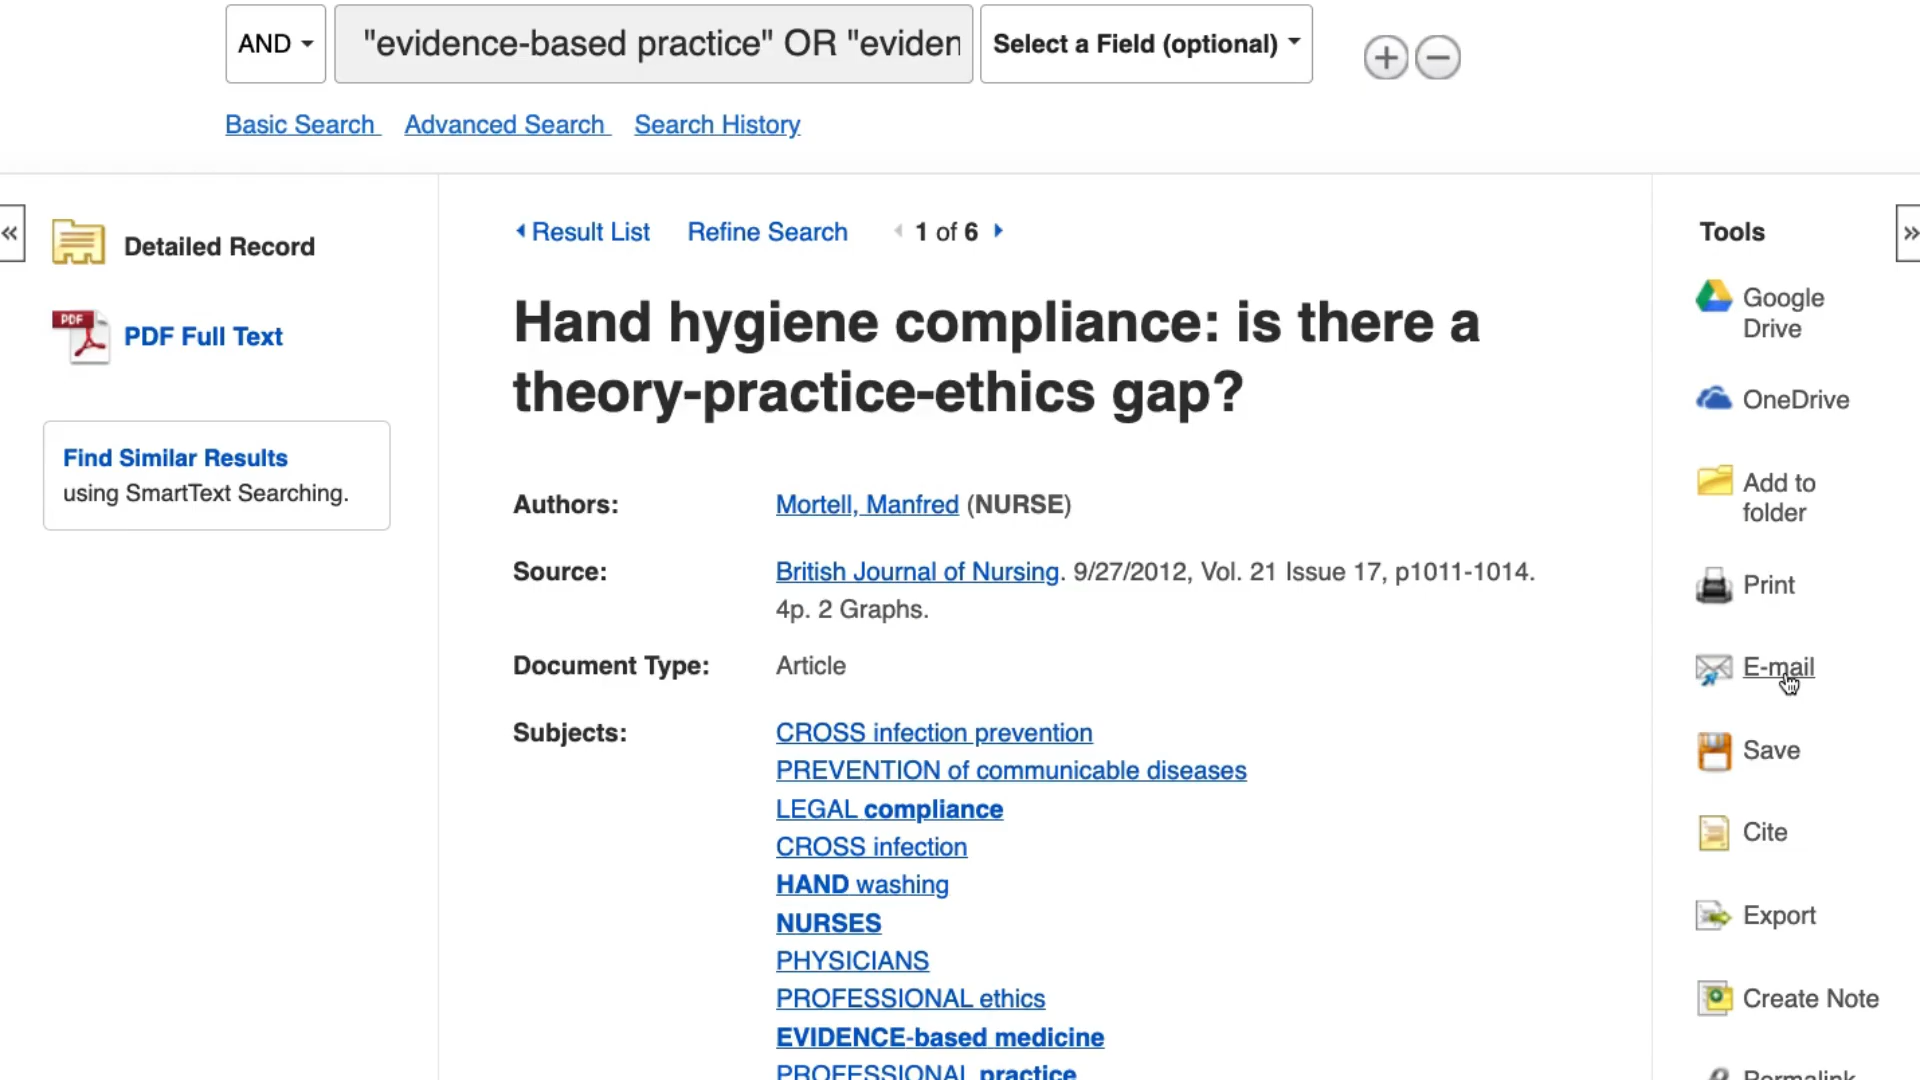 AND
"evidence-based practice" OR "eviden
Select a Field (optional)
Basic Search Advanced Search Search History
«
Detailed Record
PDF
PDF Full Text
Find Similar Results
using SmartText Searching.
Result List Refine Search 1 of 6
Hand hygiene compliance: is there a
theory-practice-ethics gap?
Authors: Mortell, Manfred (NURSE)
Source: British Journal of Nursing. 9/27/2012, Vol. 21 Issue 17, p1011-1014.
4p. 2 Graphs.
Document Type: Article
Subjects: CROSS infection prevention
PREVENTION of communicable diseases
LEGAL compliance
CROSS infection
HAND washing
NURSES
PHYSICIANS
PROFESSIONAL ethics
EVIDENCE-based medicine
PROFESSIONAL practice
Tools
»
Google
Drive
OneDrive
Add to
folder
Print
E-mail
Save
Cite
Export
Create Note
Permalink